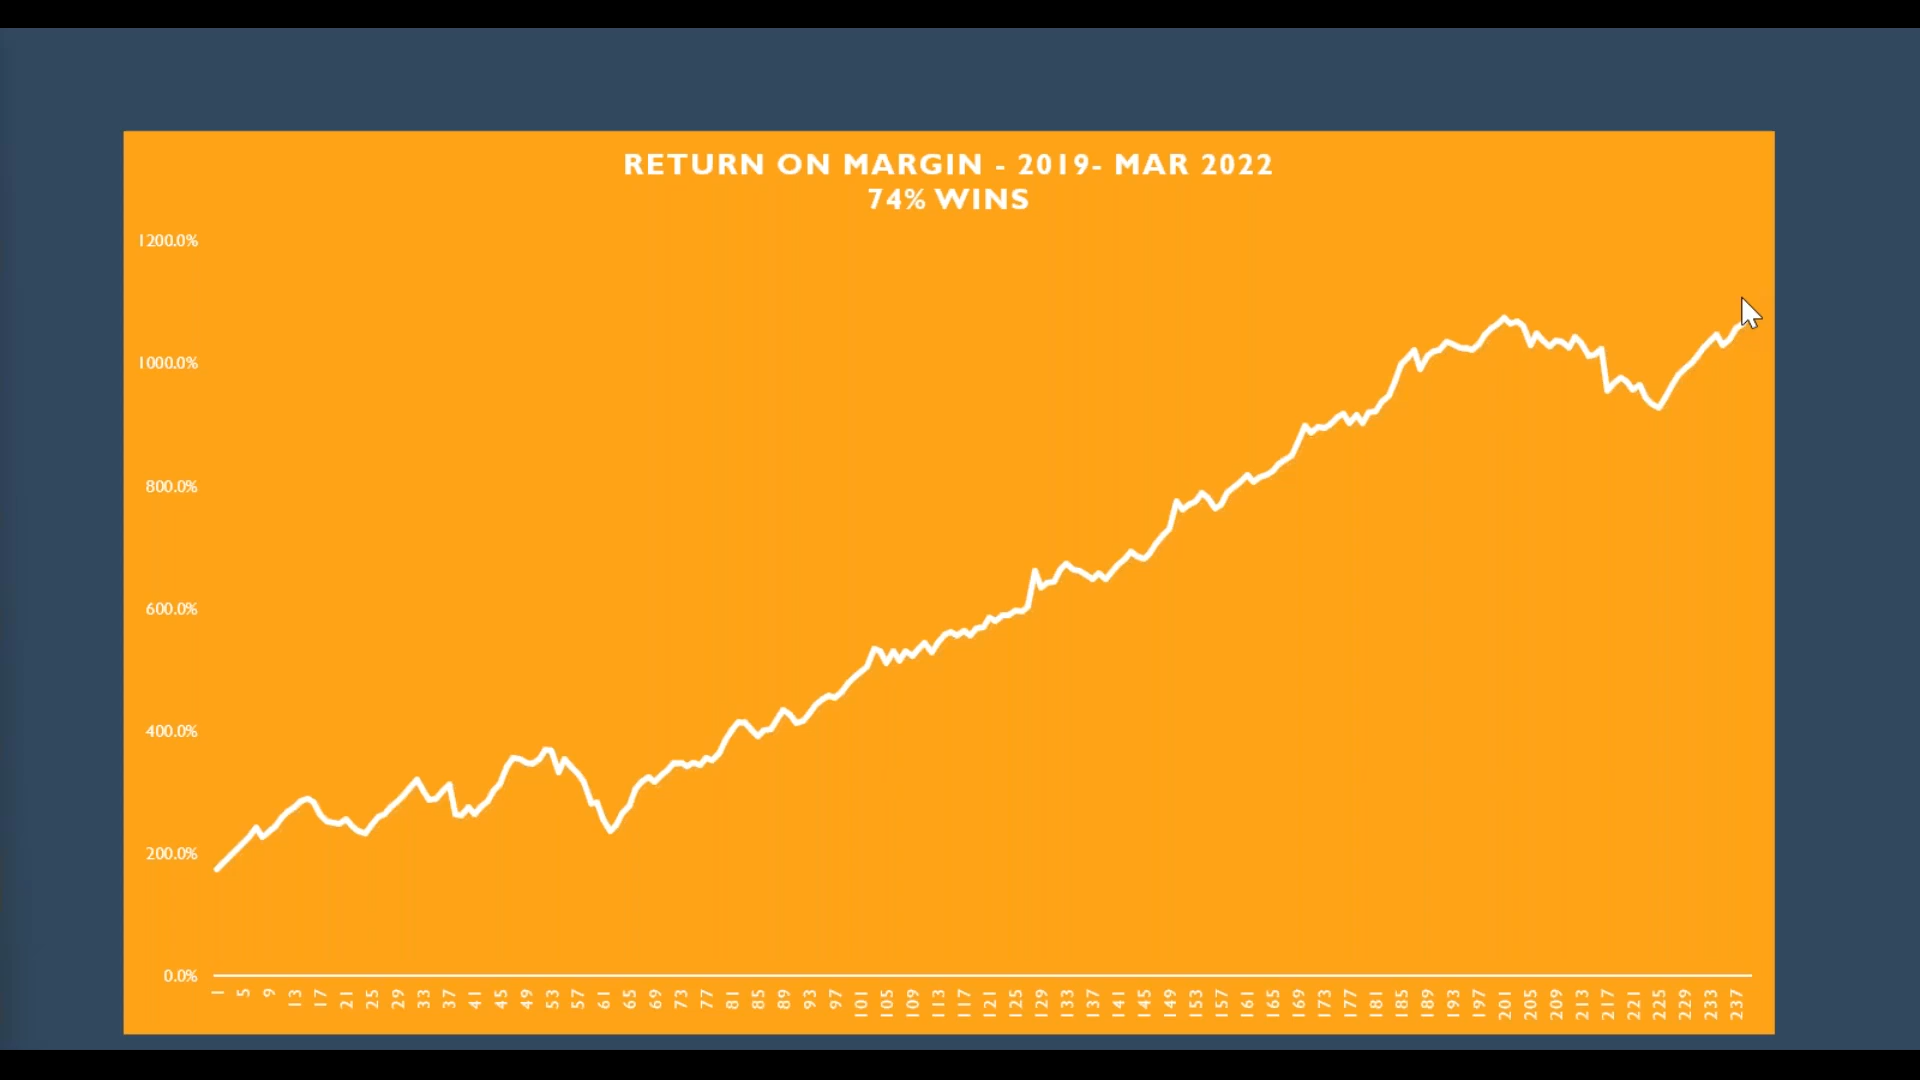 RETURN ON MARGIN - 2019- MAR 2022
74% WINS
1200.0%
1000.0%
800.0%
600.0%
400.0%
200.0%
0.0%
1 5 9 13 17 21 25 29 33 37 41 45 49 53 57 61 65 69 73 77 81 85 89 93 97 101 105 109 113 117 121 125 129 133 137 141 145 149 153 157 161 165 169 173 177 181 185 189 193 197 201 205 209 213 217 221 225 229 233 237